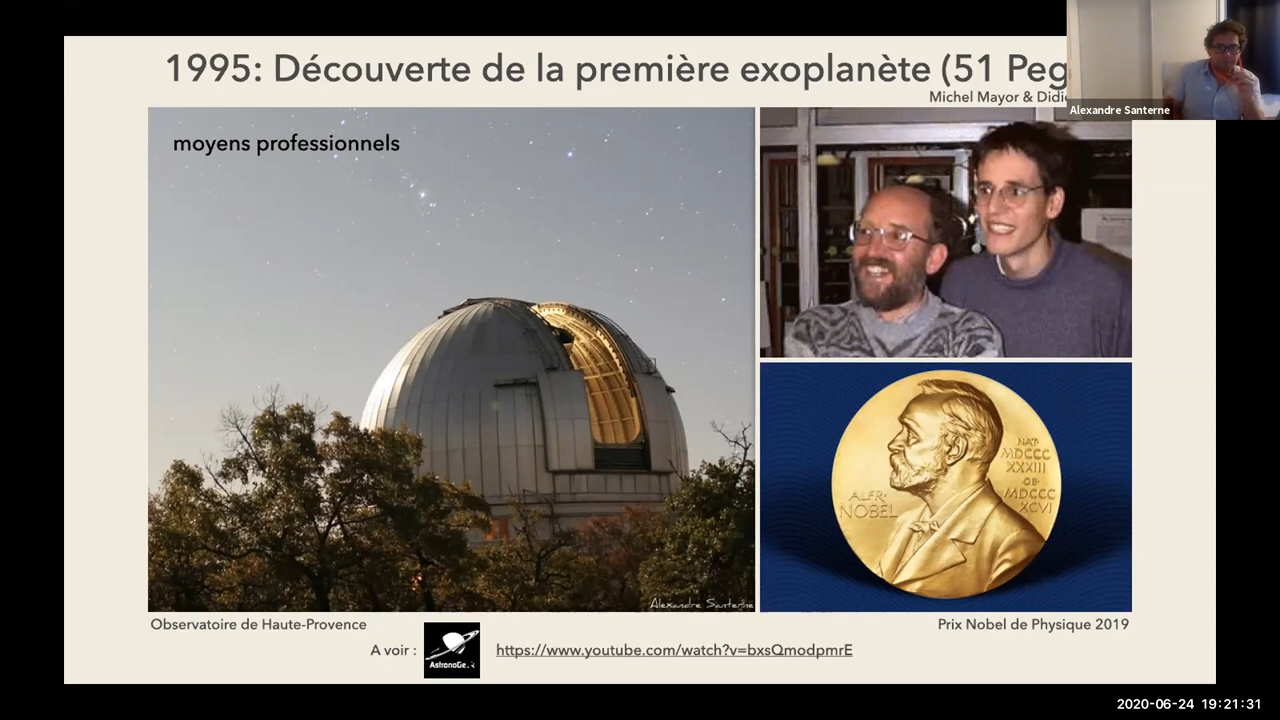 1995: Découverte de la première exoplanète (51 Peg
Michel Mayor & Didie
Alexandre Santerne
moyens professionnels
ALFR·
NOBEL
NAT·
MDCCC
XXXIII
OB·
MDCCC
XCVI
Alexandre Santerne
Observatoire de Haute-Provence
Prix Nobel de Physique 2019
A voir :
AstronoGe
https://www.youtube.com/watch?v=bxsQmodpmrE
2020-06-24 19:21:31